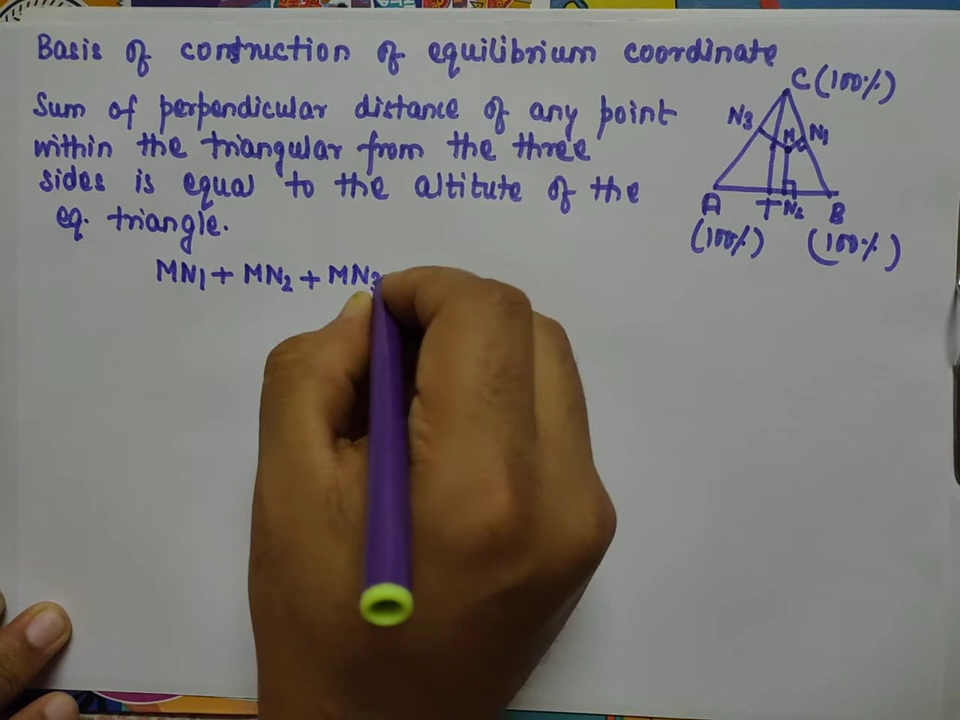 Basis of construction of equilibrium coordinate
Sum of perpendicular distance of any point
within the triangular from the three
sides is equal to the altitute of the
eq. triangle.
MN1 + MN2 + MN3
C (100%)
N3
M
N1
A
T
N2
B
(100%)
(100%)